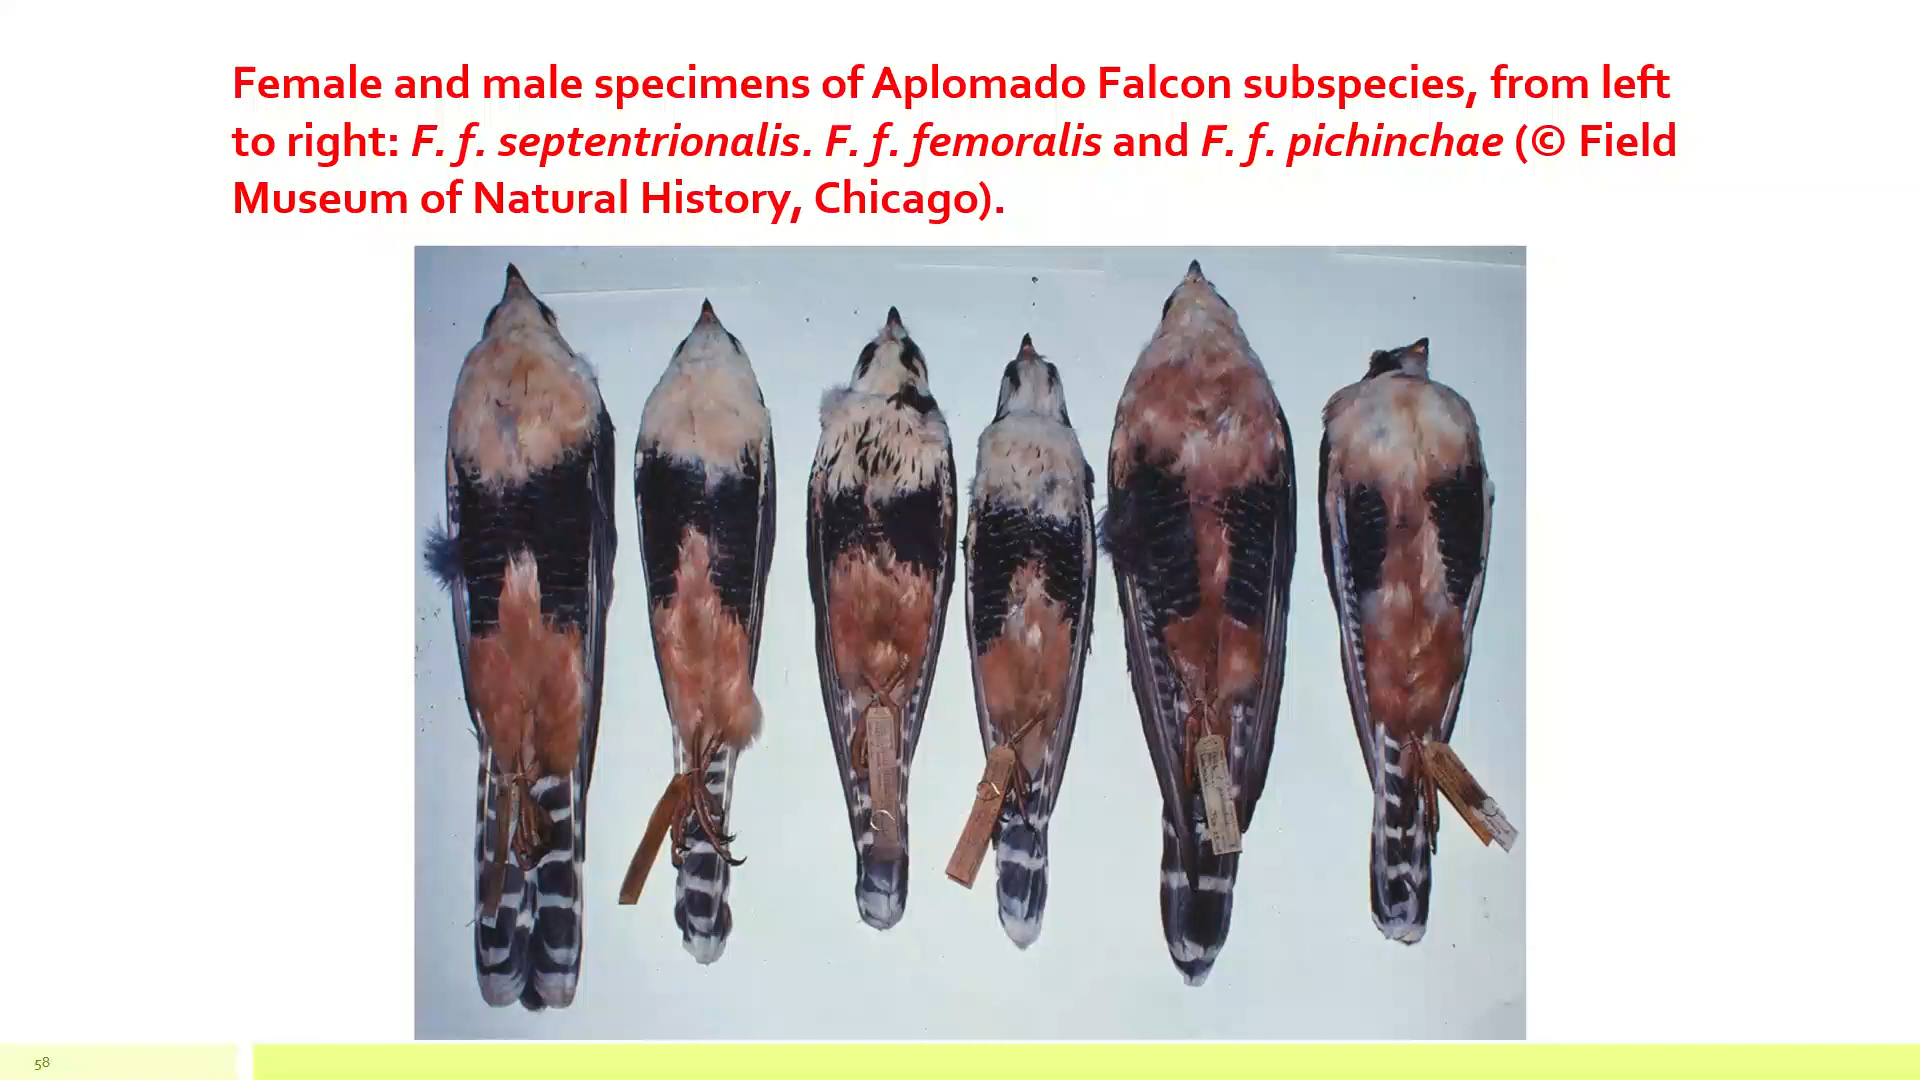 Female and male specimens of Aplomado Falcon subspecies, from left
to right: F. f. septentrionalis. F. f. femoralis and F. f. pichinchae (© Field
Museum of Natural History, Chicago).
58